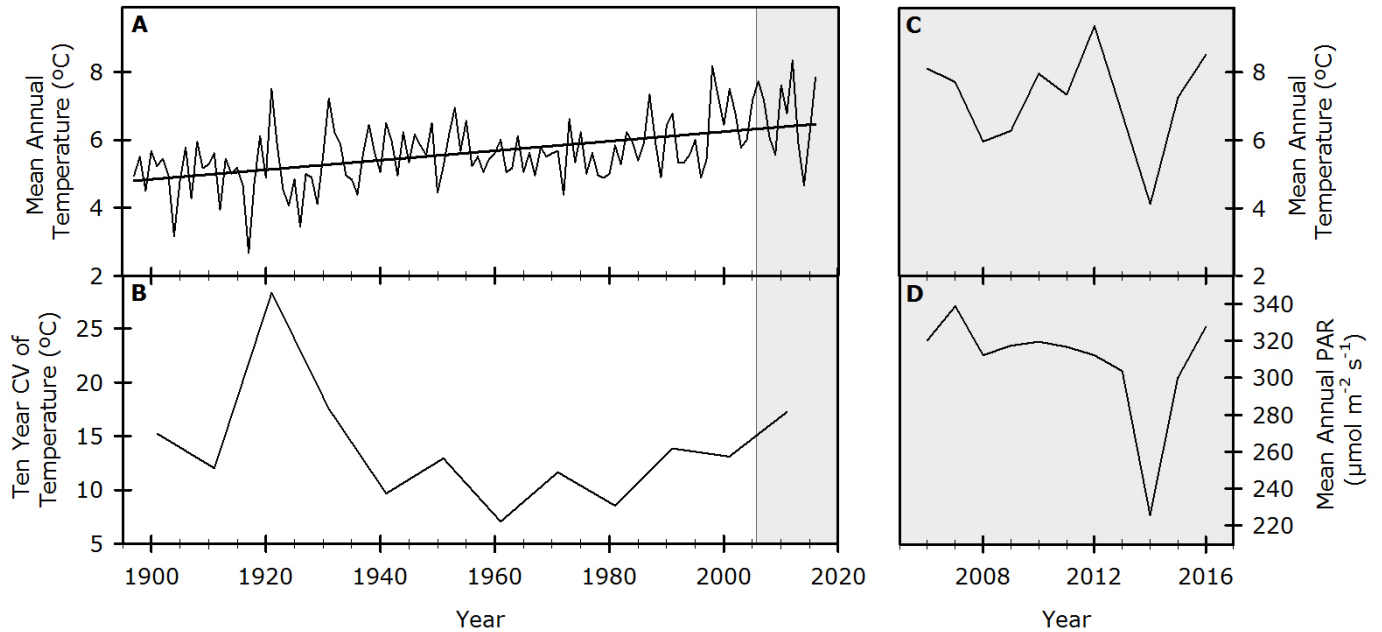 A
Mean Annual
Temperature (ºC)
8
6
4
2
B
Ten Year CV of
Temperature (ºC)
25
20
15
10
5
1900 1920 1940 1960 1980 2000 2020
Year
C
8
6
4
2
Mean Annual
Temperature (ºC)
D
340
320
300
280
260
240
220
Mean Annual PAR
(µmol m⁻² s⁻¹)
2008 2012 2016
Year